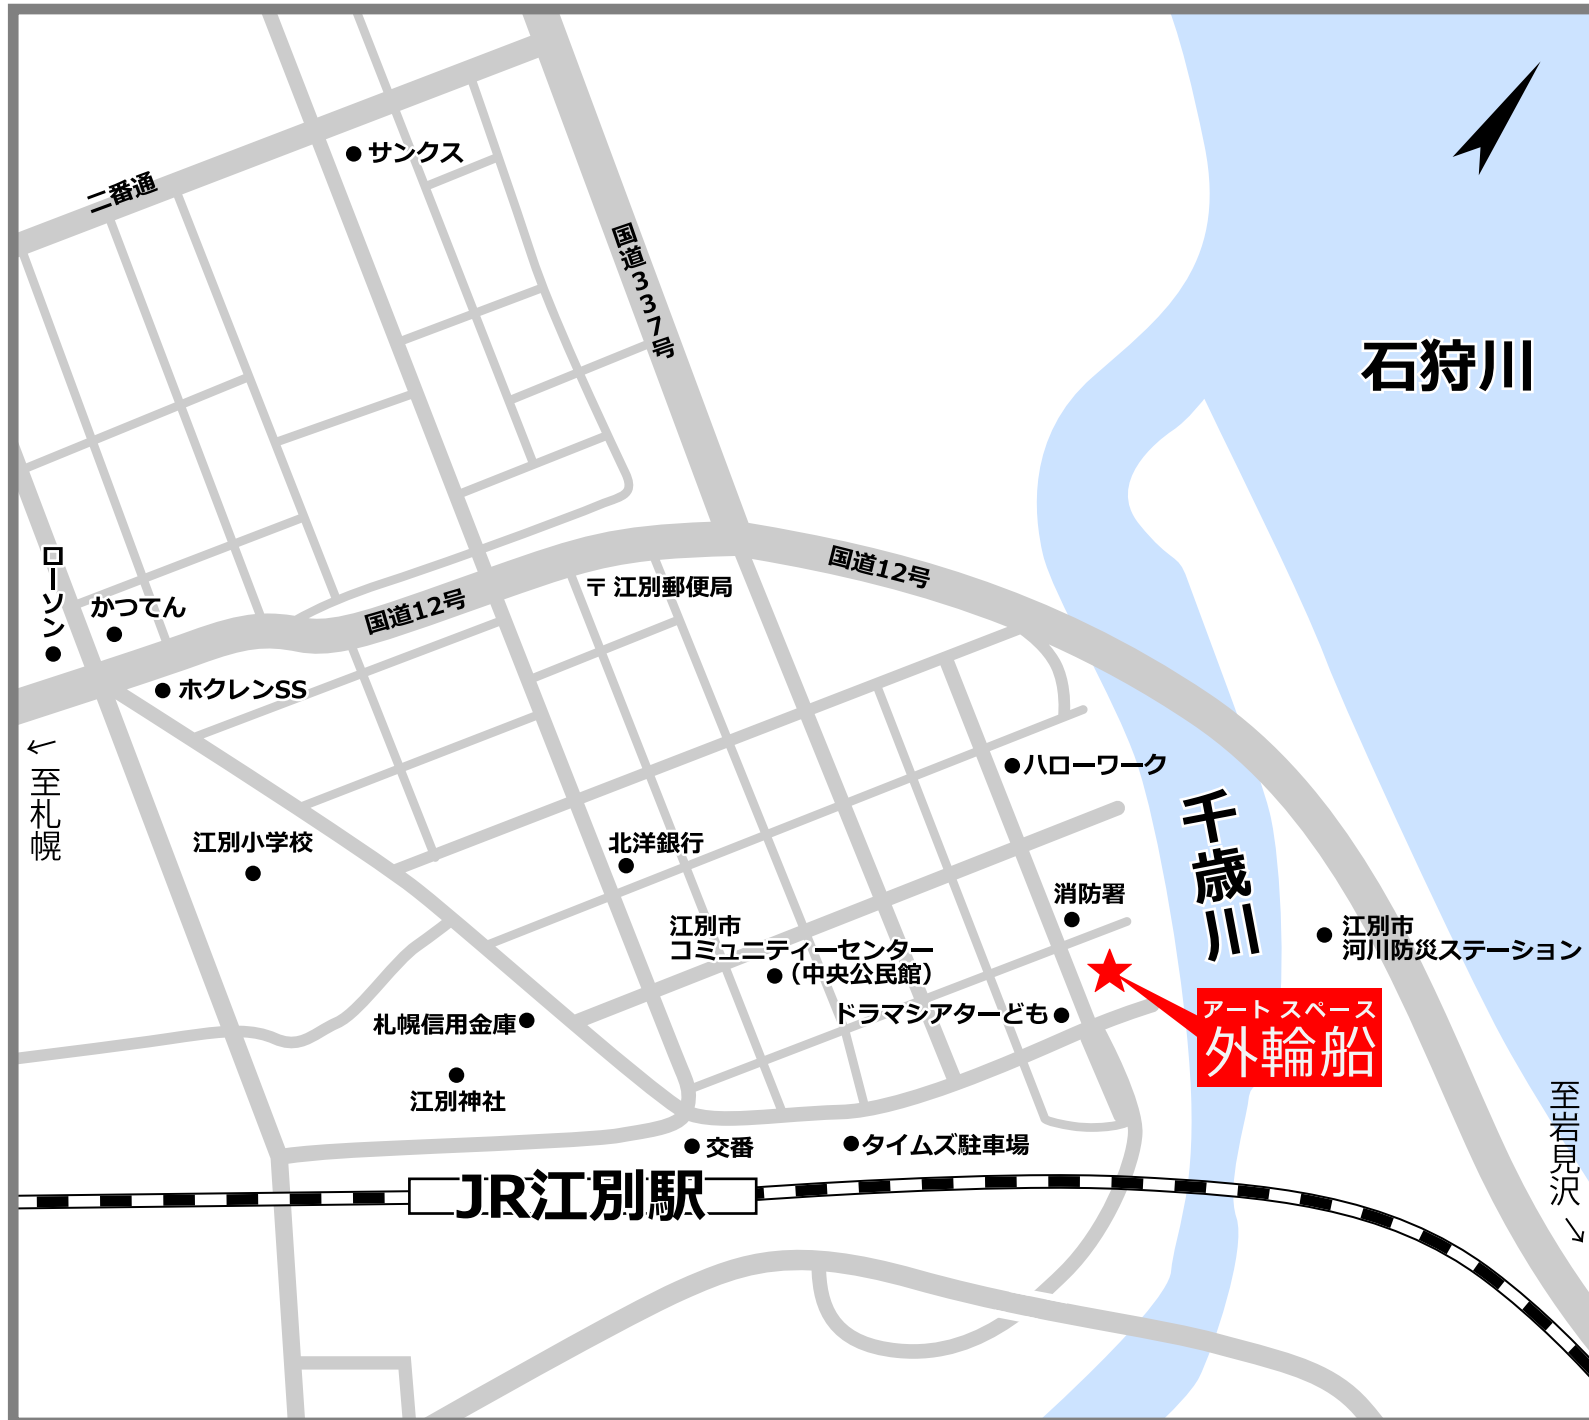 サンクス
二番通
国道337号
石狩川
ローソン
かつてん
国道12号
〒江別郵便局
国道12号
ホクレンSS
← 至札幌
ハローワーク
千歳川
江別小学校
北洋銀行
消防署
江別市
コミュニティーセンター
(中央公民館)
江別市
河川防災ステーション
ドラマシアターども
アート スペース
外輪船
札幌信用金庫
江別神社
至岩見沢 →
交番
タイムズ駐車場
JR江別駅